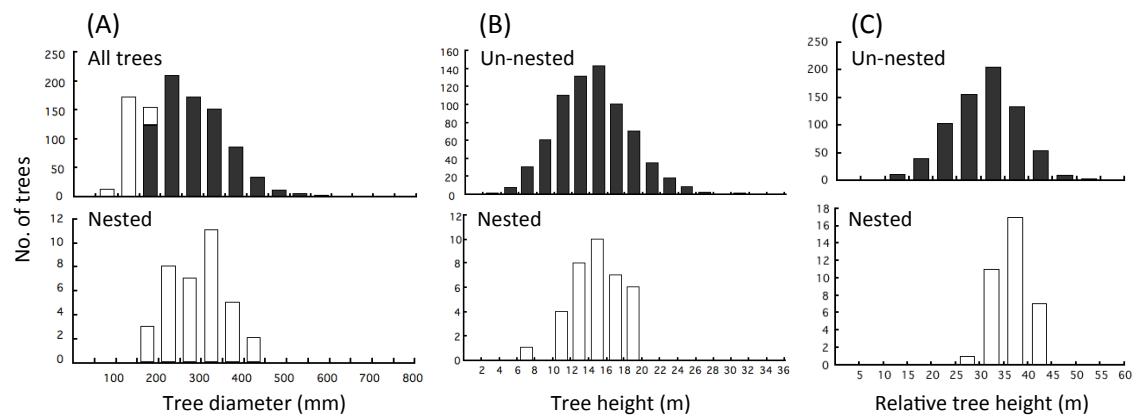 (A)
(B)
(C)
All trees
Un-nested
Un-nested
250
200
150
100
50
0
160
140
120
100
80
60
40
20
0
250
200
150
100
50
0
No. of trees
Nested
Nested
Nested
12
10
8
6
4
2
0
12
10
8
6
4
2
0
18
16
14
12
10
8
6
4
2
0
100 200 300 400 500 600 700 800
2 4 6 8 10 12 14 16 18 20 22 24 26 28 30 32 34 36
5 10 15 20 25 30 35 40 45 50 55 60
Tree diameter (mm)
Tree height (m)
Relative tree height (m)